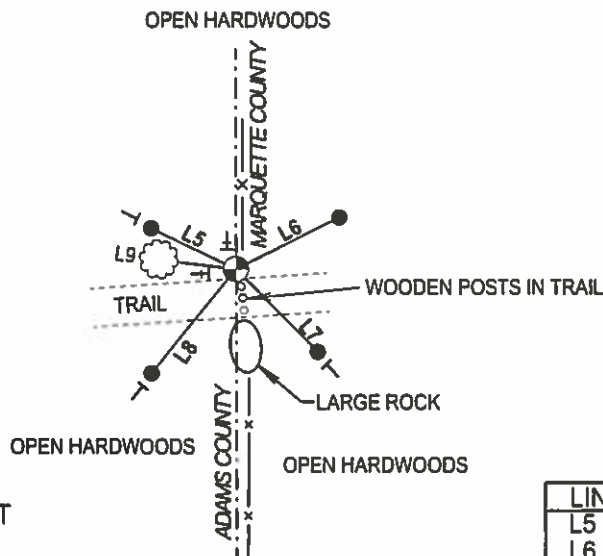 OPEN HARDWOODS
MARQUETTE COUNTY
L5
L6
L9
TRAIL
WOODEN POSTS IN TRAIL
L8
L7
LARGE ROCK
OPEN HARDWOODS
ADAMS COUNTY
OPEN HARDWOODS
T
LIN
L5
L6